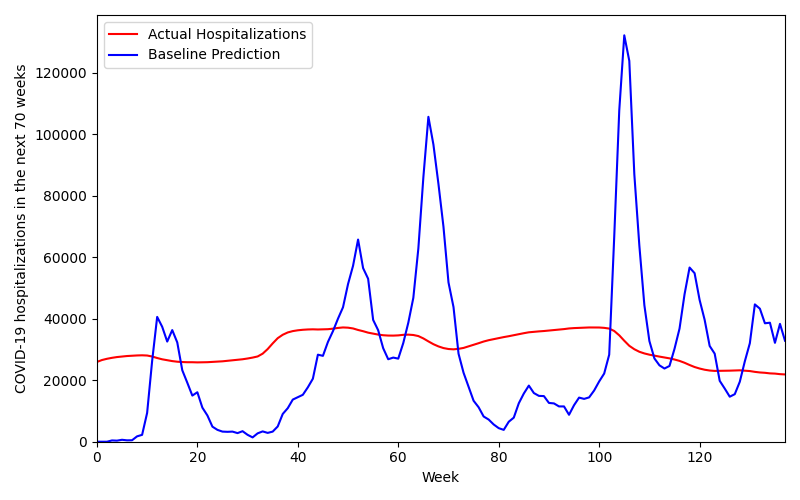 Actual Hospitalizations
Baseline Prediction
COVID-19 hospitalizations in the next 70 weeks
120000
100000
80000
60000
40000
20000
0
0 20 40 60 80 100 120
Week